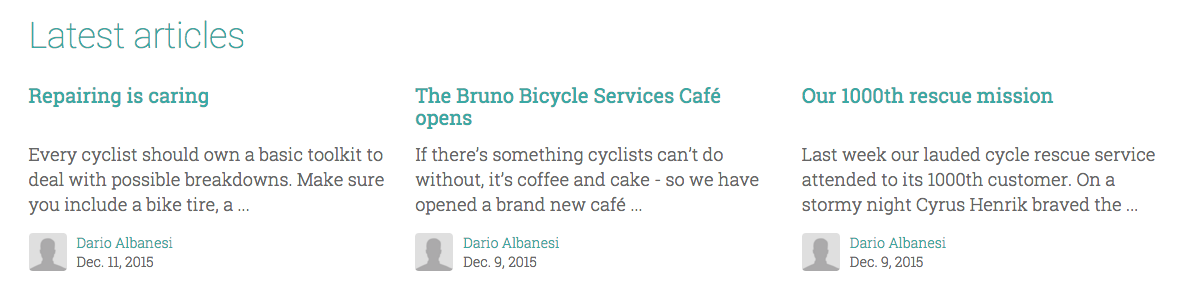 Latest articles
Repairing is caring
Every cyclist should own a basic toolkit to
deal with possible breakdowns. Make sure
you include a bike tire, a ...
Dario Albanesi
Dec. 11, 2015
The Bruno Bicycle Services Café
opens
If there’s something cyclists can’t do
without, it’s coffee and cake - so we have
opened a brand new café ...
Dario Albanesi
Dec. 9, 2015
Our 1000th rescue mission
Last week our lauded cycle rescue service
attended to its 1000th customer. On a
stormy night Cyrus Henrik braved the ...
Dario Albanesi
Dec. 9, 2015